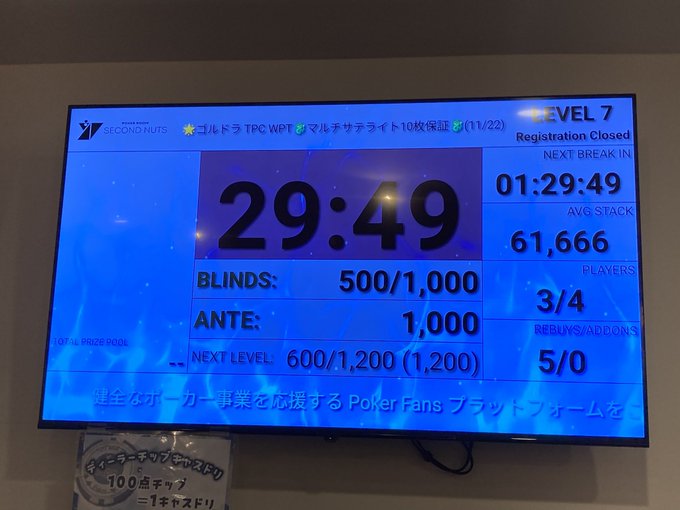 POKER ROOM
SECOND NUTS
🌟ゴルドラ TPC WPT🐉マルチサテライト10枚保証🐉(11/22)
LEVEL 7
Registration Closed
NEXT BREAK IN
01:29:49
29:49
AVG STACK
61,666
BLINDS: 500/1,000
PLAYERS
3/4
ANTE: 1,000
REBUYS/ADDONS
5/0
TOTAL PRIZE POOL
--
NEXT LEVEL: 600/1,200 (1,200)
健全なポーカー事業を応援する Poker Fans プラットフォームをこ
ディーラーチップキャスドリ
100点チップ
=1キャスドリ